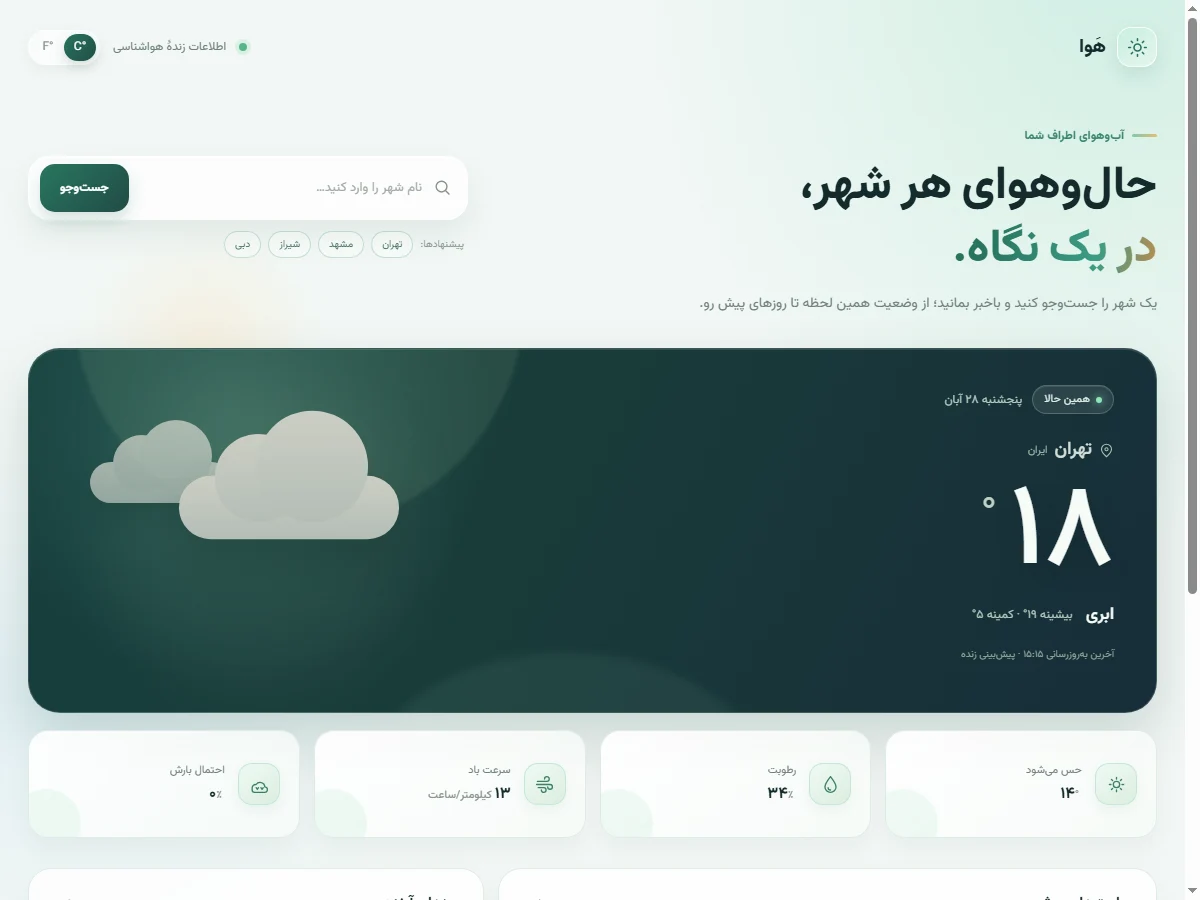 هَوا
اطلاعات زندهٔ هواشناسی
C°
F°
آب‌وهوای اطراف شما
حال‌وهوای هر شهر،
در یک نگاه.
یک شهر را جست‌وجو کنید و باخبر بمانید؛ از وضعیت همین لحظه تا روزهای پیش رو.
نام شهر را وارد کنید…
جست‌وجو
پیشنهادها: تهران مشهد شیراز دبی
همین حالا پنجشنبه ۲۸ آبان
تهران ایران
۱۸°
ابری بیشینه ۱۹° · کمینه ۵°
آخرین به‌روزرسانی ۱۵:۱۵ · پیش‌بینی زنده
حس می‌شود
۱۴°
رطوبت
۳۴٪
سرعت باد
۱۳ کیلومتر/ساعت
احتمال بارش
۰٪